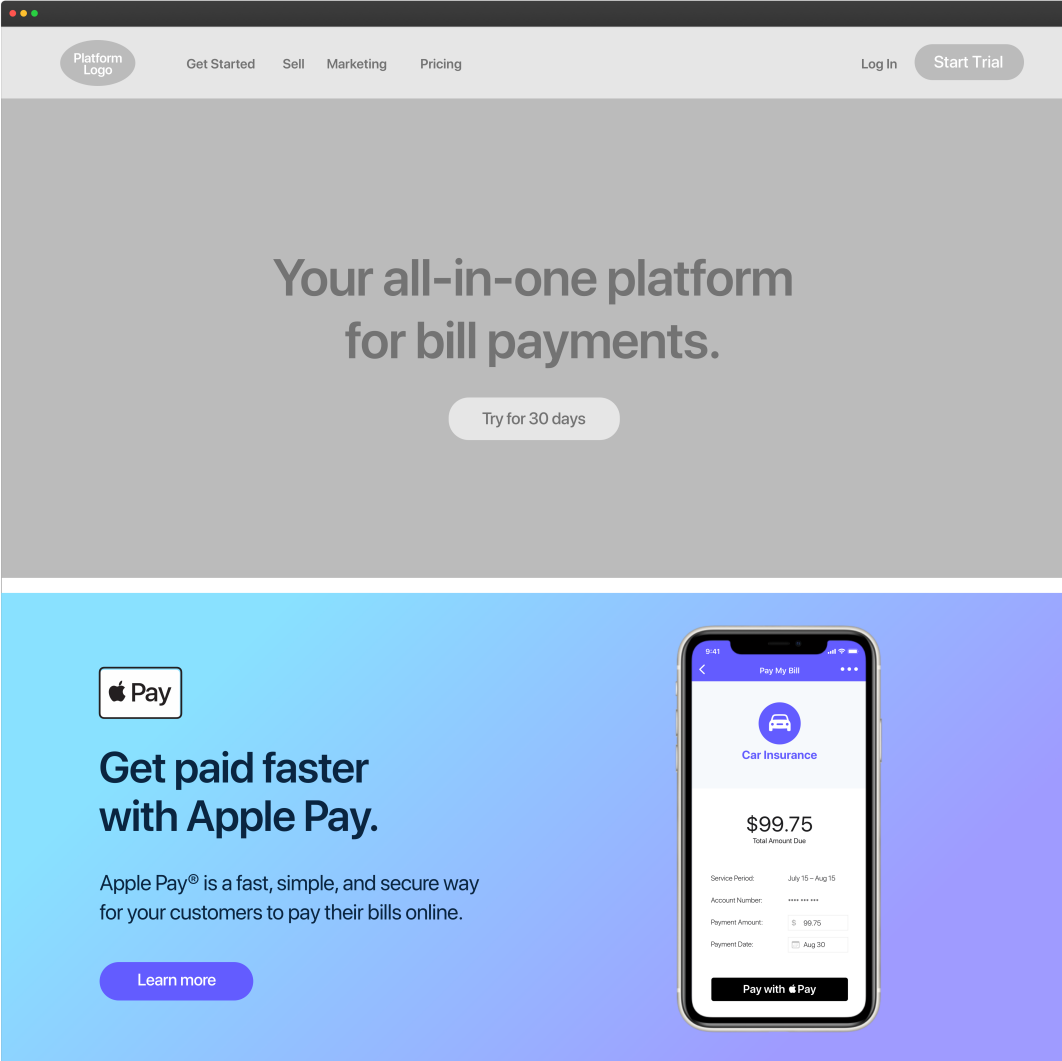 Platform
Logo
Get Started
Sell
Marketing
Pricing
Log In
Start Trial
Your all-in-one platform
for bill payments.
Try for 30 days
Pay
Get paid faster
with Apple Pay.
Apple Pay® is a fast, simple, and secure way
for your customers to pay their bills online.
Learn more
9:41
Pay My Bill
Car Insurance
$99.75
Total Amount Due
Service Period: July 15 – Aug 15
Account Number: •••• ••• •••
Payment Amount: $ 99.75
Payment Date: Aug 30
Pay with Pay